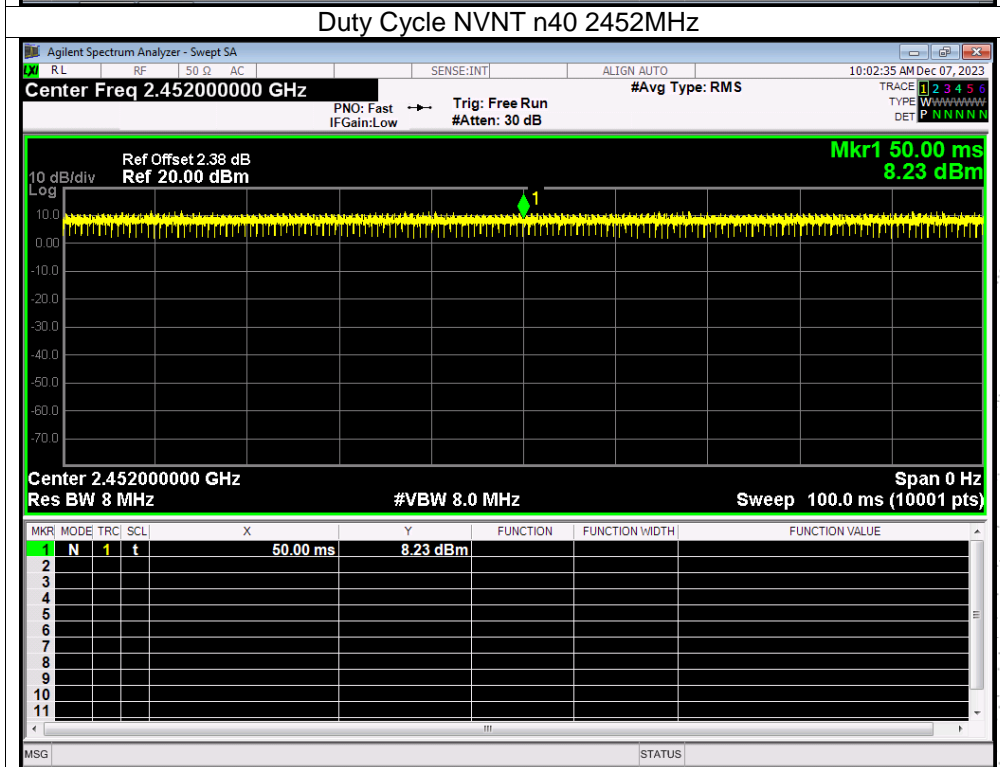 Duty Cycle NVNT n40 2452MHz
Agilent Spectrum Analyzer - Swept SA
LXI RL RF 50 Ω AC SENSE:INT ALIGN AUTO 10:02:35 AM Dec 07, 2023
Center Freq 2.452000000 GHz #Avg Type: RMS TRACE 1 2 3 4 5 6
PNO: Fast Trig: Free Run TYPE WWWWWW
IFGain:Low #Atten: 30 dB DET P N N N N N
Mkr1 50.00 ms
Ref Offset 2.38 dB
10 dB/div Ref 20.00 dBm 8.23 dBm
Log
1
10.0
0.00
-10.0
-20.0
-30.0
-40.0
-50.0
-60.0
-70.0
Center 2.452000000 GHz Span 0 Hz
Res BW 8 MHz #VBW 8.0 MHz Sweep 100.0 ms (10001 pts)
MKR MODE TRC SCL X Y FUNCTION FUNCTION WIDTH FUNCTION VALUE
1 N 1 t 50.00 ms 8.23 dBm
2
3
4
5
6
7
8
9
10
11
MSG STATUS